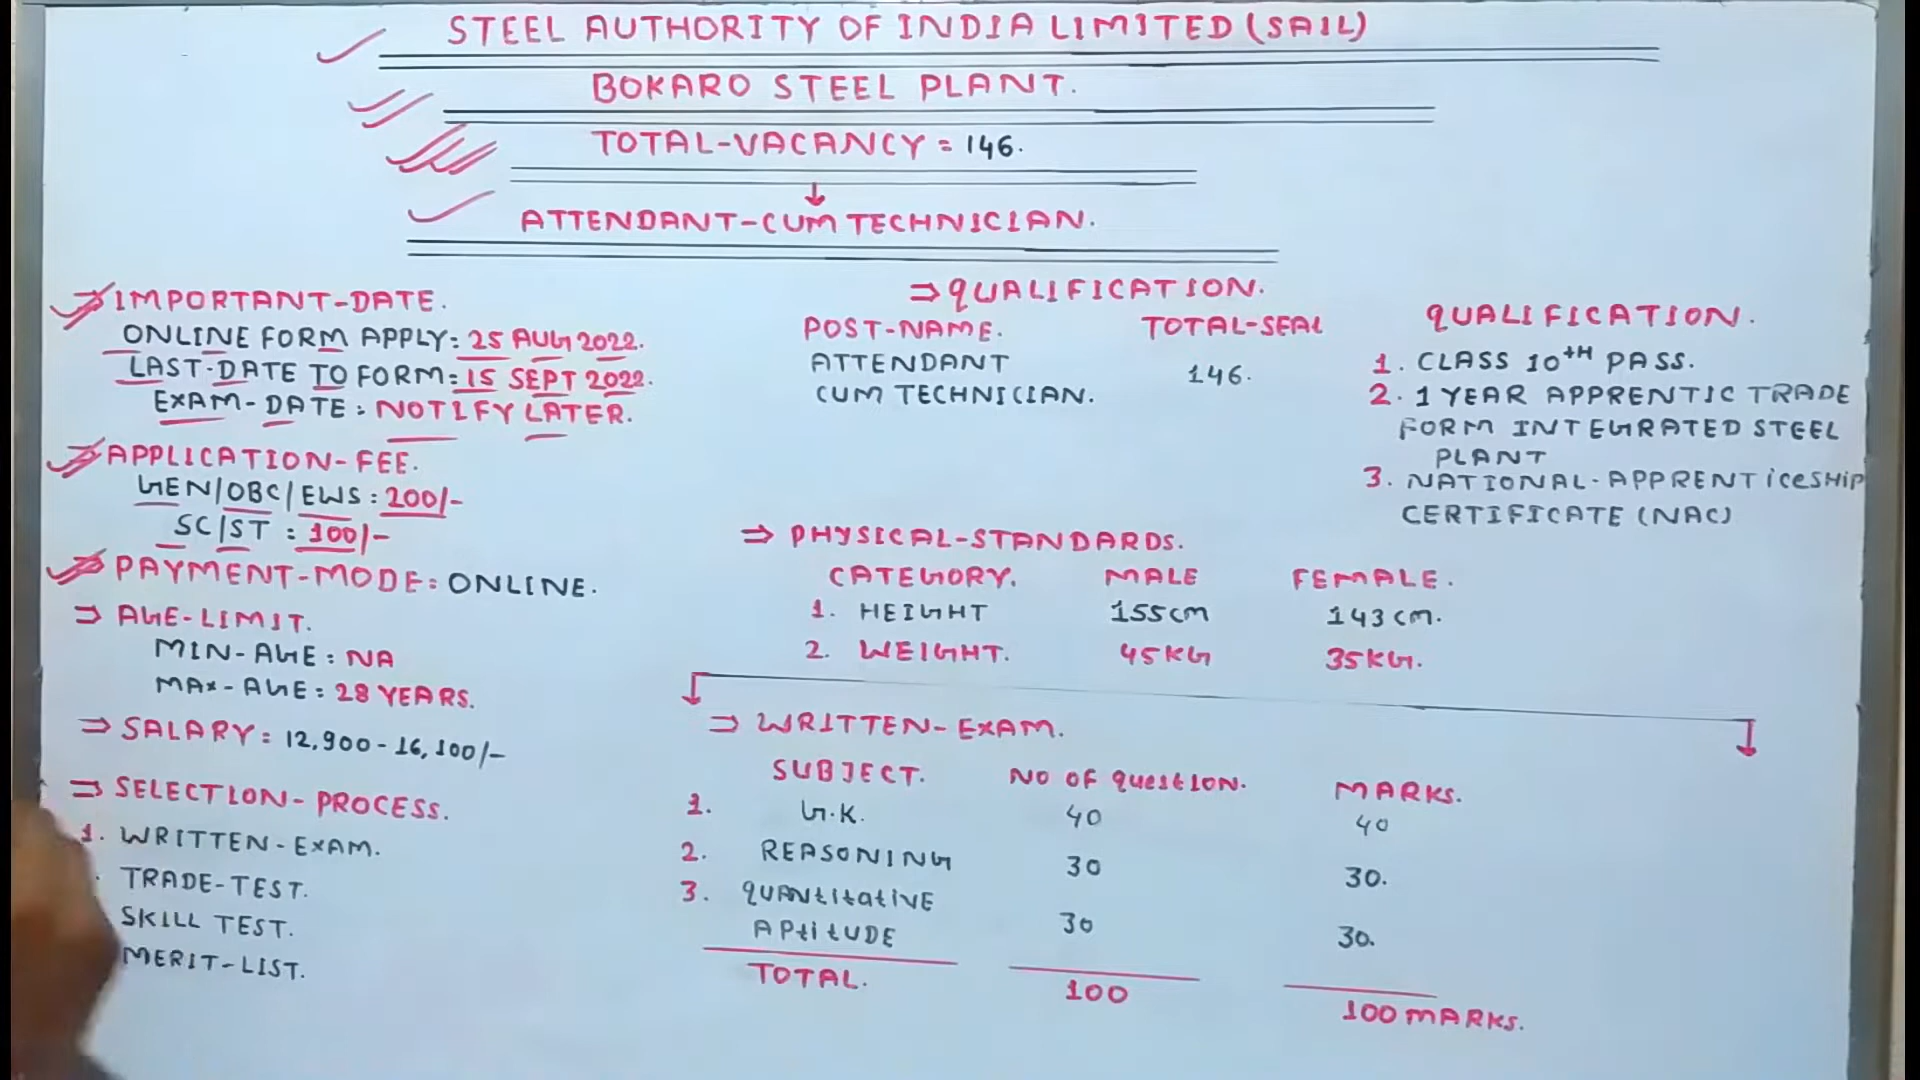 STEEL AUTHORITY OF INDIA LIMITED (SAIL)
BOKARO STEEL PLANT.
TOTAL-VACANCY = 146.
ATTENDANT-CUM TECHNICIAN.
⇒ IMPORTANT-DATE.
ONLINE FORM APPLY: 25 AUG 2022.
LAST-DATE TO FORM: 15 SEPT 2022.
EXAM-DATE: NOTIFY LATER.
⇒ APPLICATION-FEE.
GEN/OBC/EWS: 200/-
SC/ST : 100/-
⇒ PAYMENT-MODE: ONLINE.
⇒ AGE-LIMIT.
MIN-AGE: NA
MAX-AGE: 28 YEARS.
⇒ SALARY= 12,900-16,100/-
⇒ SELECTION-PROCESS.
1. WRITTEN-EXAM.
. TRADE-TEST.
SKILL TEST.
MERIT-LIST.
⇒ QUALIFICATION.
POST-NAME. TOTAL-SEAL QUALIFICATION.
ATTENDANT
CUM TECHNICIAN. 146.
1. CLASS 10TH PASS.
2. 1 YEAR APPRENTIC TRADE
FORM INTEGRATED STEEL
PLANT
3. NATIONAL-APPRENTICESHIP
CERTIFICATE (NAC)
⇒ PHYSICAL-STANDARDS.
CATEGORY. MALE FEMALE.
1. HEIGHT 155CM 143CM.
2. WEIGHT. 45KG 35KG.
⇒ WRITTEN-EXAM.
SUBJECT. NO OF QUESTION. MARKS.
1. G.K. 40 40
2. REASONING 30 30.
3. QUANTITATIVE
APTITUDE 30 30.
TOTAL. 100 100 MARKS.